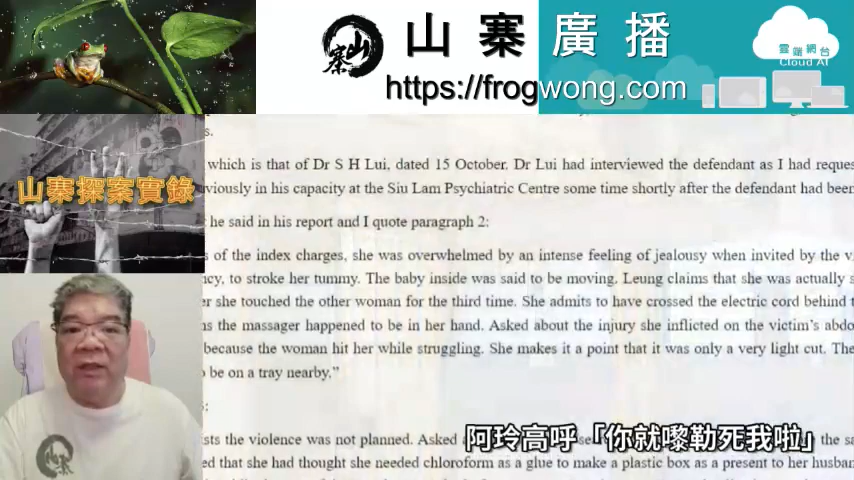 山寨廣播
https://frogwong.com
雲端網台
Cloud AI
山寨
s.
山寨探案實錄
which is that of Dr S H Lui, dated 15 October. Dr Lui had interviewed the defendant as I had reques
viously in his capacity at the Siu Lam Psychiatric Centre some time shortly after the defendant had been
he said in his report and I quote paragraph 2:
s of the index charges, she was overwhelmed by an intense feeling of jealousy when invited by the v
ncy, to stroke her tummy. The baby inside was said to be moving. Leung claims that she was actually s
er she touched the other woman for the third time. She admits to have crossed the electric cord behind t
ns the massager happened to be in her hand. Asked about the injury she inflicted on the victim's abdo
because the woman hit her while struggling. She makes it a point that it was only a very light cut. The
be on a tray nearby."
sts the violence was not planned. Asked
the sa
阿玲高呼「你就嚟勒死我啦」
ed that she had thought she needed chloroform as a glue to make a plastic box as a present to her husban
山寨